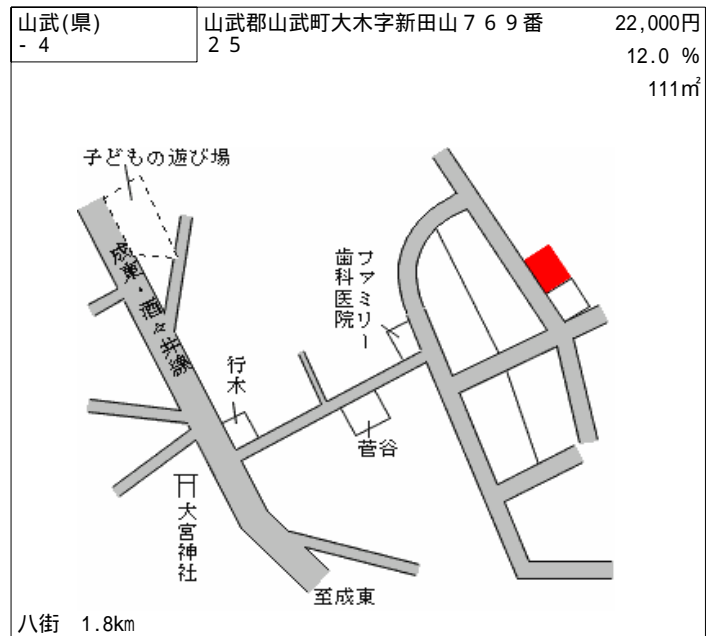 山武(県)
- 4
山武郡山武町大木字新田山７６９番
２５
22,000円
12.0 %
111㎡
子どもの遊び場
成東・酒々井線
ファミリー
歯科医院
行木
菅谷
大宮神社
至成東
八街 1.8km